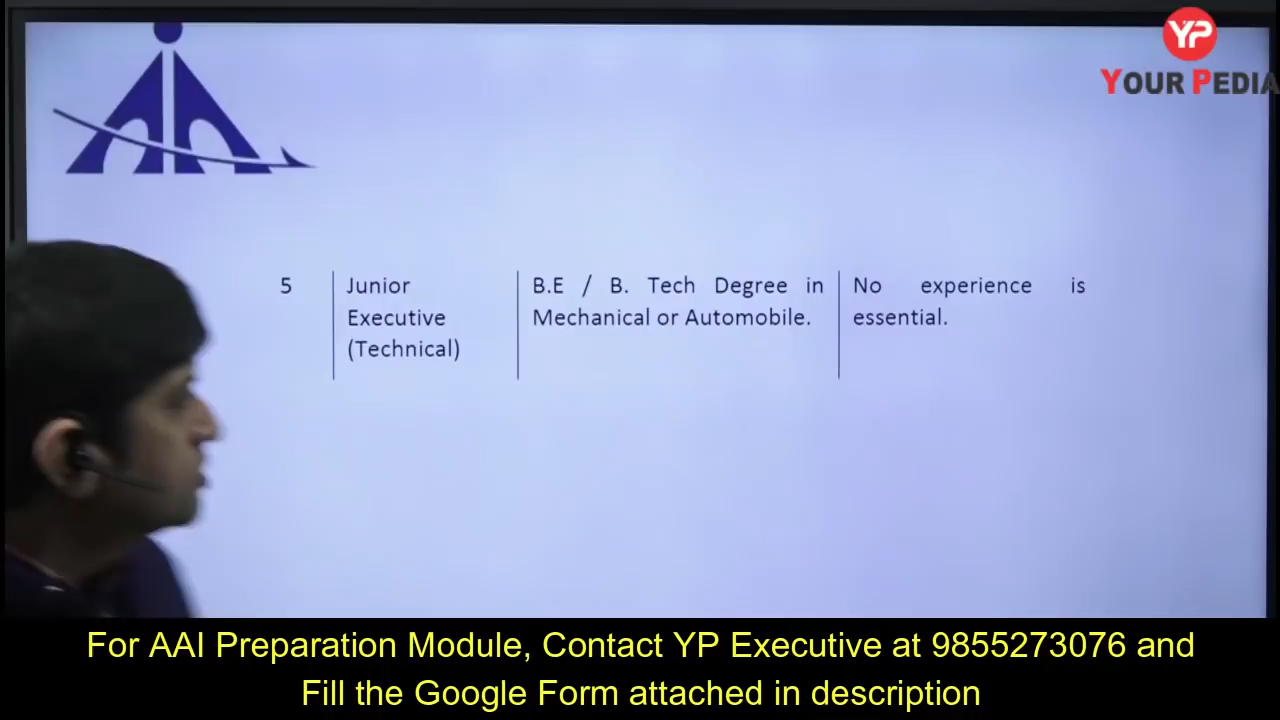 YP
YOUR PEDIA
5
Junior
Executive
(Technical)
B.E / B. Tech Degree in
Mechanical or Automobile.
No experience is
essential.
For AAI Preparation Module, Contact YP Executive at 9855273076 and
Fill the Google Form attached in description